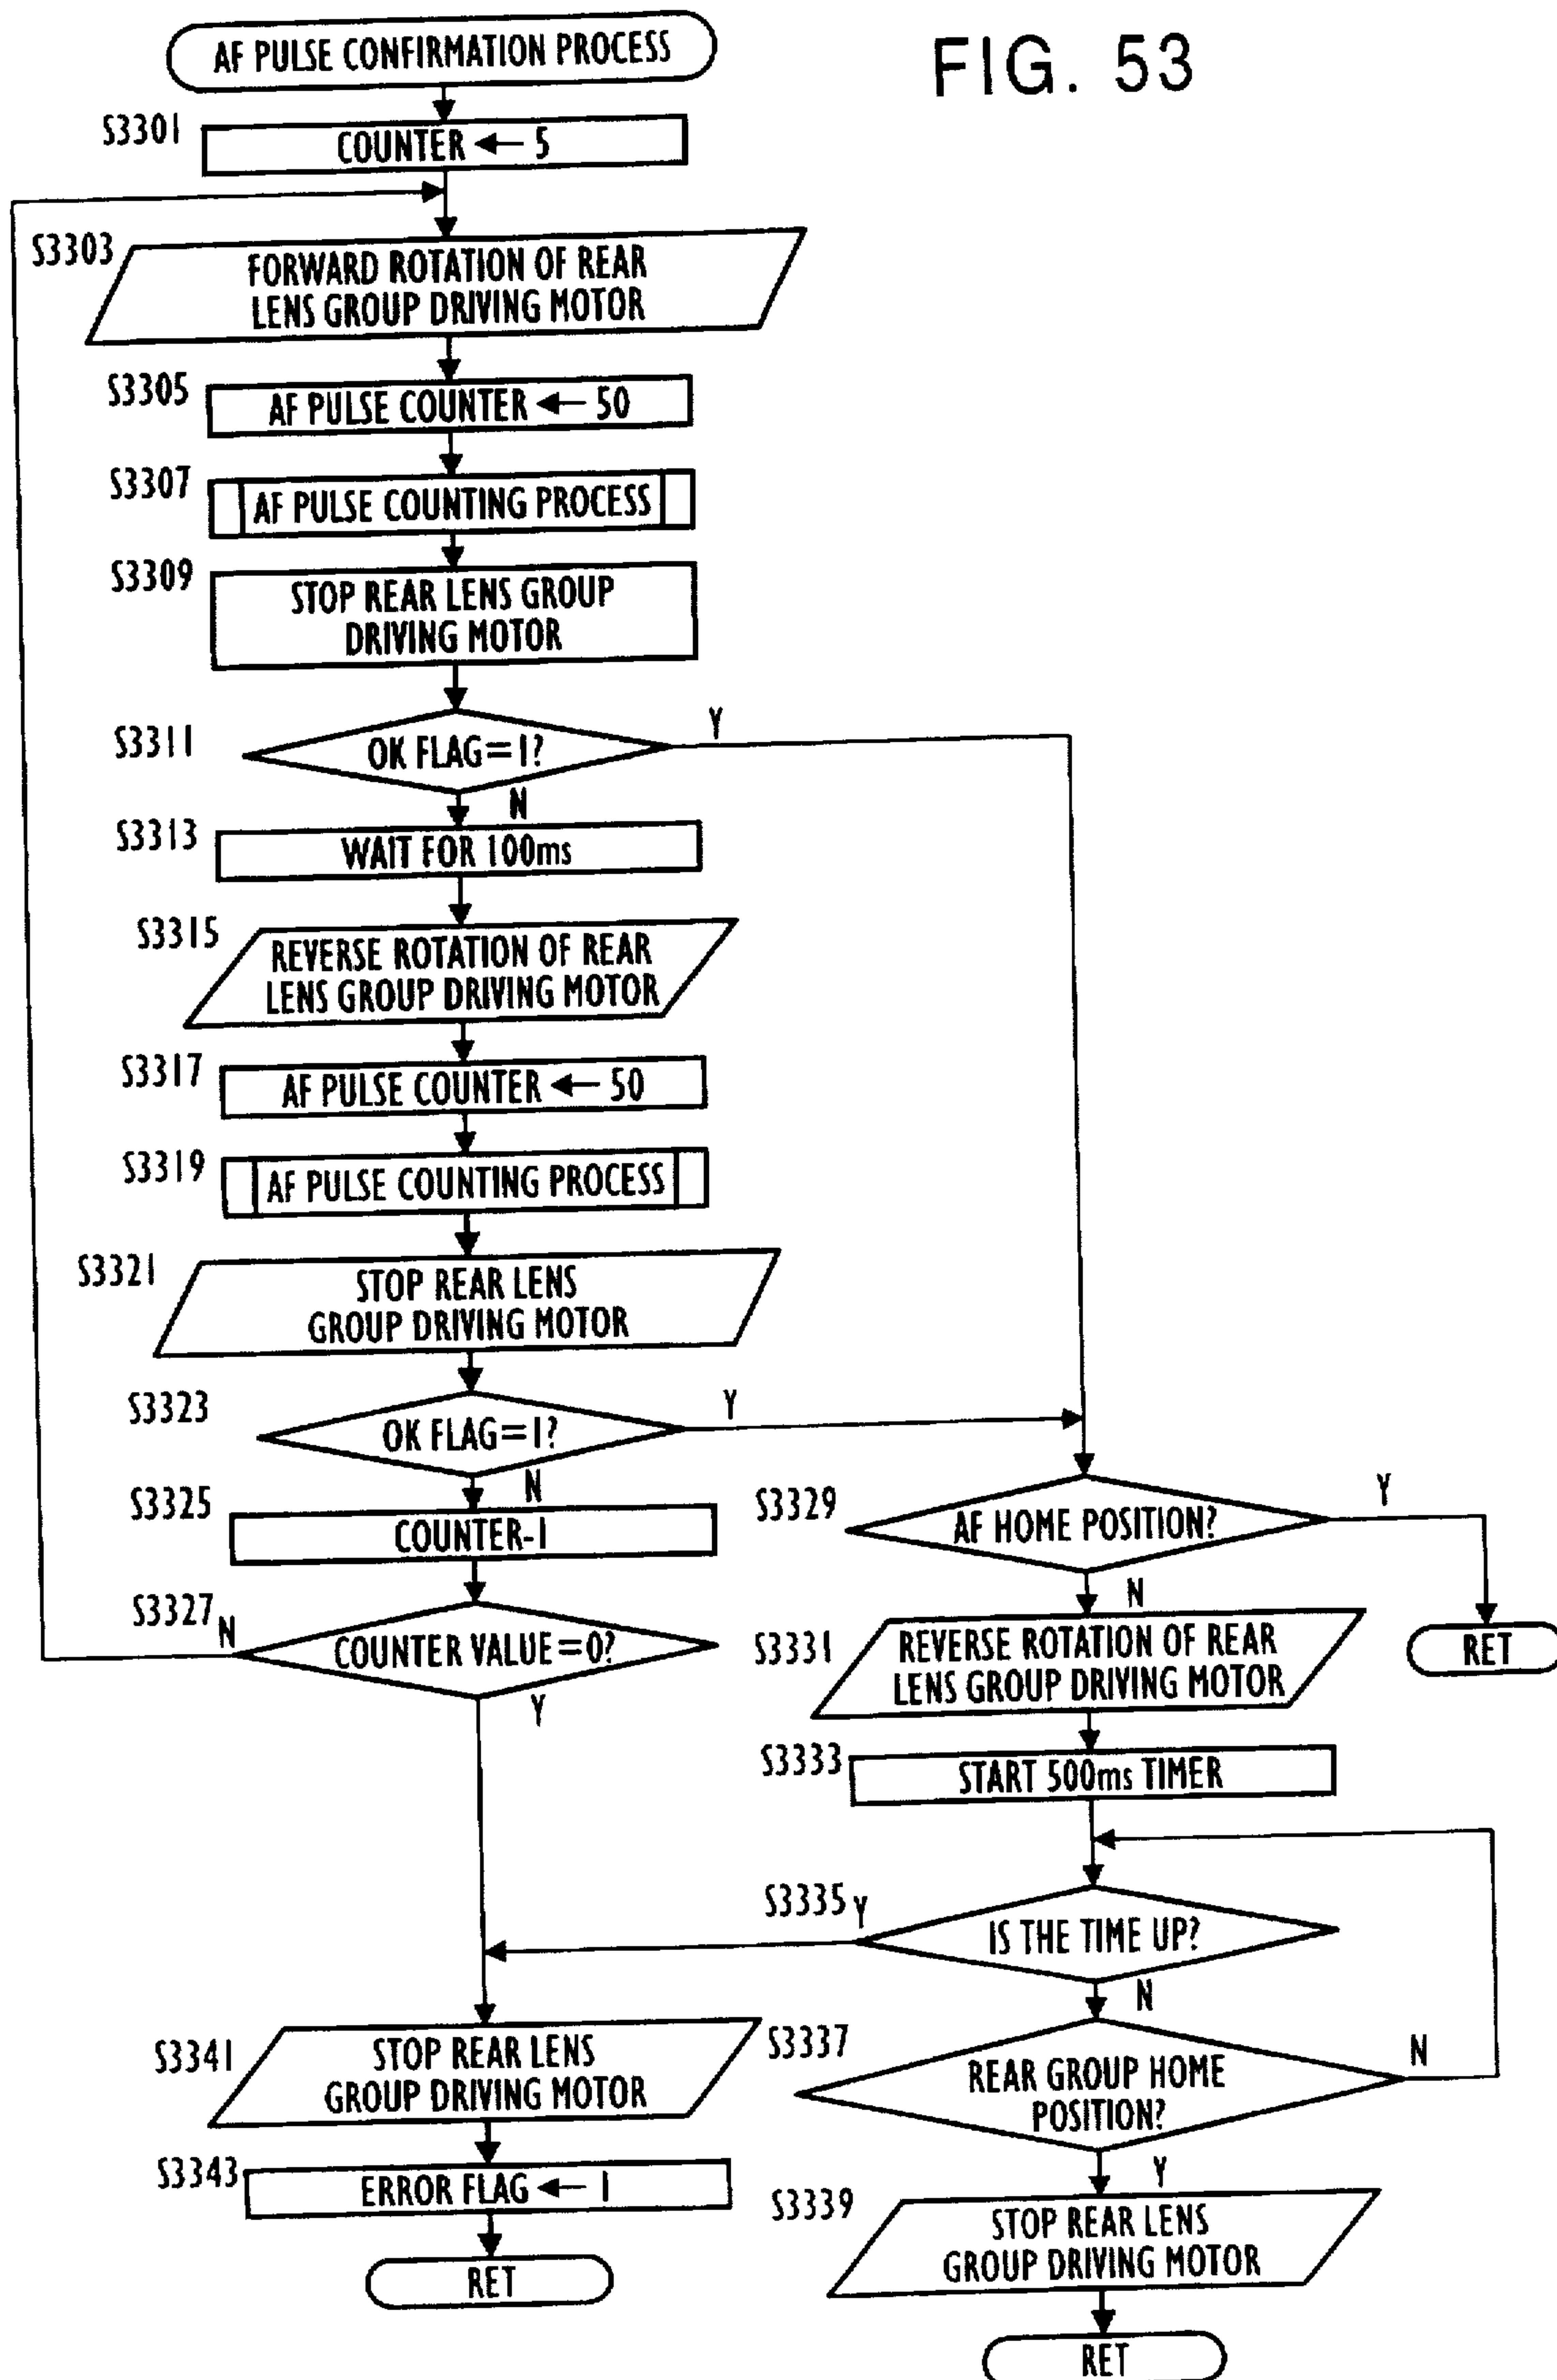 FIG. 53
AF PULSE CONFIRMATION PROCESS
S3301
COUNTER ← 5
S3303
FORWARD ROTATION OF REAR
LENS GROUP DRIVING MOTOR
S3305
AF PULSE COUNTER ← 50
S3307
AF PULSE COUNTING PROCESS
S3309
STOP REAR LENS GROUP
DRIVING MOTOR
S3311
OK FLAG=1?
Y
N
S3313
WAIT FOR 100ms
S3315
REVERSE ROTATION OF REAR
LENS GROUP DRIVING MOTOR
S3317
AF PULSE COUNTER ← 50
S3319
AF PULSE COUNTING PROCESS
S3321
STOP REAR LENS
GROUP DRIVING MOTOR
S3323
OK FLAG=1?
Y
N
S3325
COUNTER-1
S3327
N
COUNTER VALUE=0?
Y
S3329
AF HOME POSITION?
Y
N
RET
S3331
REVERSE ROTATION OF REAR
LENS GROUP DRIVING MOTOR
S3333
START 500ms TIMER
S3335
Y
IS THE TIME UP?
N
S3337
REAR GROUP HOME
POSITION?
N
Y
S3339
STOP REAR LENS
GROUP DRIVING MOTOR
RET
S3341
STOP REAR LENS
GROUP DRIVING MOTOR
S3343
ERROR FLAG ← 1
RET